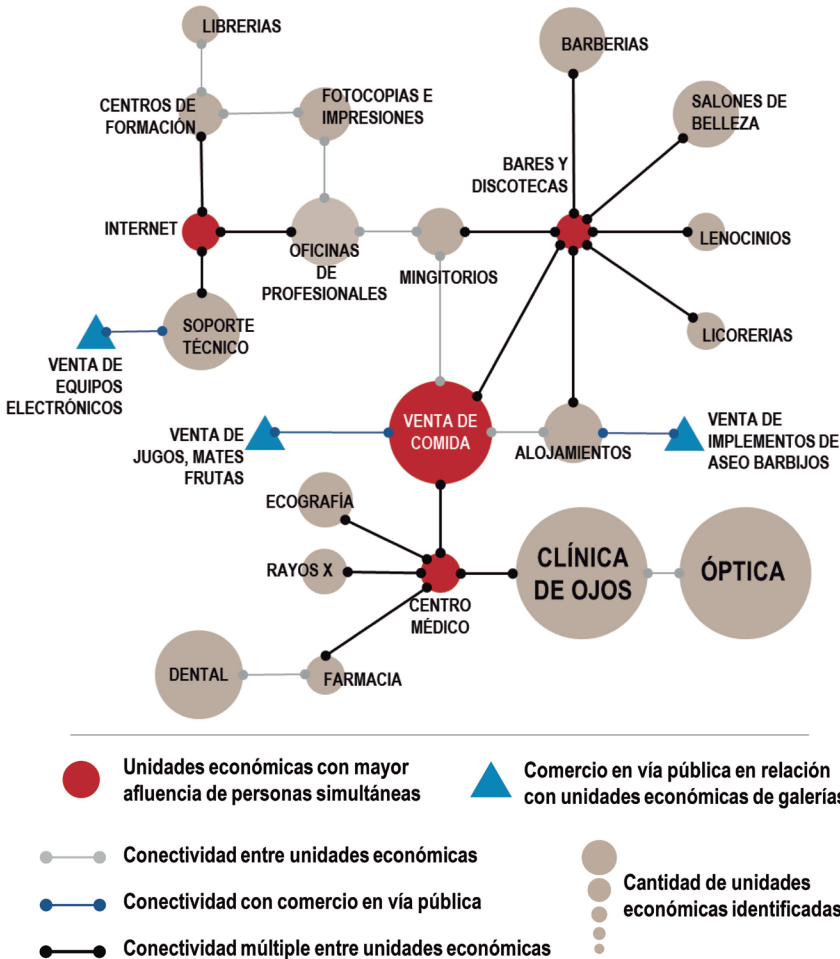 LIBRERIAS
BARBERIAS
CENTROS DE
FORMACIÓN
FOTOCOPIAS E
IMPRESIONES
SALONES DE
BELLEZA
BARES Y
DISCOTECAS
INTERNET
OFICINAS
DE
PROFESIONALES
MINGITORIOS
LENOCINIOS
SOPORTE
TÉCNICO
LICORERIAS
VENTA DE
EQUIPOS
ELECTRÓNICOS
VENTA DE
JUGOS, MATES
FRUTAS
VENTA DE
COMIDA
ALOJAMIENTOS
VENTA DE
IMPLEMENTOS DE
ASEO BARBIJOS
ECOGRAFÍA
RAYOS X
CENTRO
MÉDICO
CLÍNICA
DE OJOS
ÓPTICA
DENTAL
FARMACIA
Unidades económicas con mayor
afluencia de personas simultáneas
Comercio en vía pública en relación
con unidades económicas de galerías
Conectividad entre unidades económicas
Conectividad con comercio en vía pública
Conectividad múltiple entre unidades económicas
Cantidad de unidades
económicas identificadas